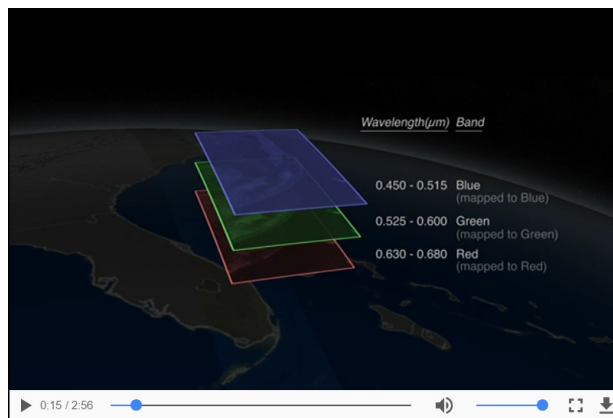 Wavelength(µm) Band
0.450 - 0.515 Blue
(mapped to Blue)
0.525 - 0.600 Green
(mapped to Green)
0.630 - 0.680 Red
(mapped to Red)
0:15 / 2:56